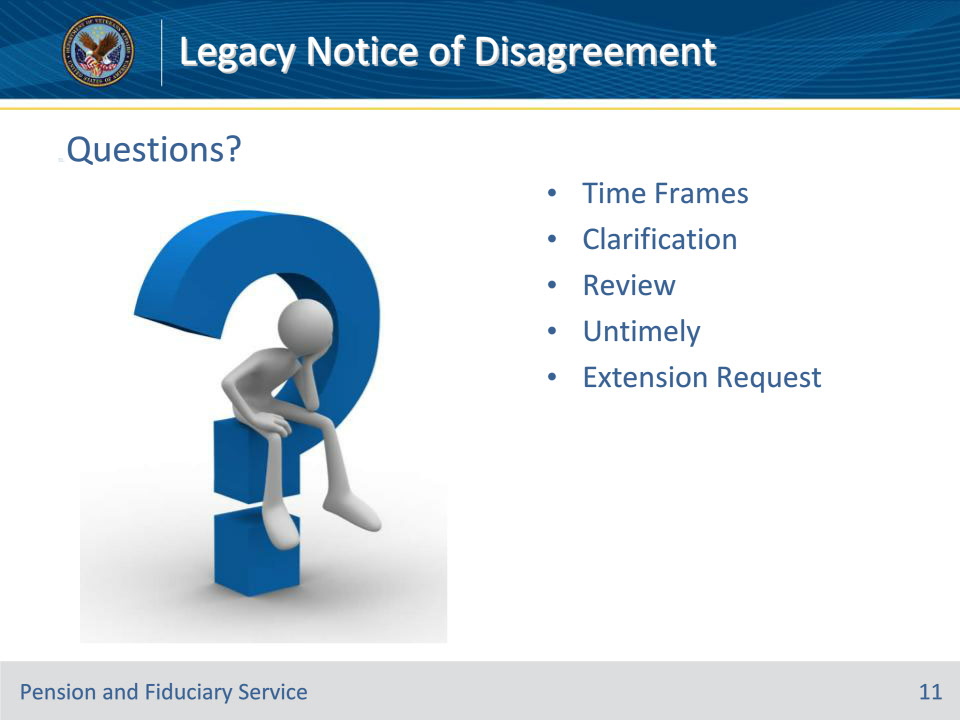 Legacy Notice of Disagreement
Questions?
• Time Frames
• Clarification
• Review
• Untimely
• Extension Request
Pension and Fiduciary Service
11